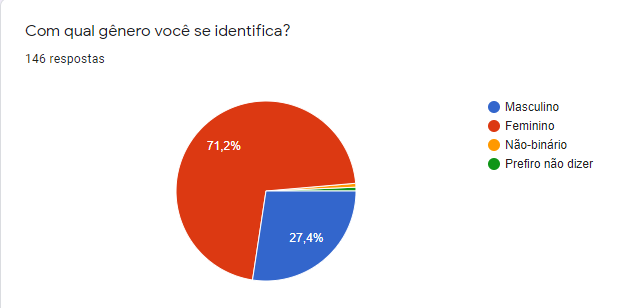 Com qual gênero você se identifica?
146 respostas
71,2%
27,4%
Masculino
Feminino
Não-binário
Prefiro não dizer